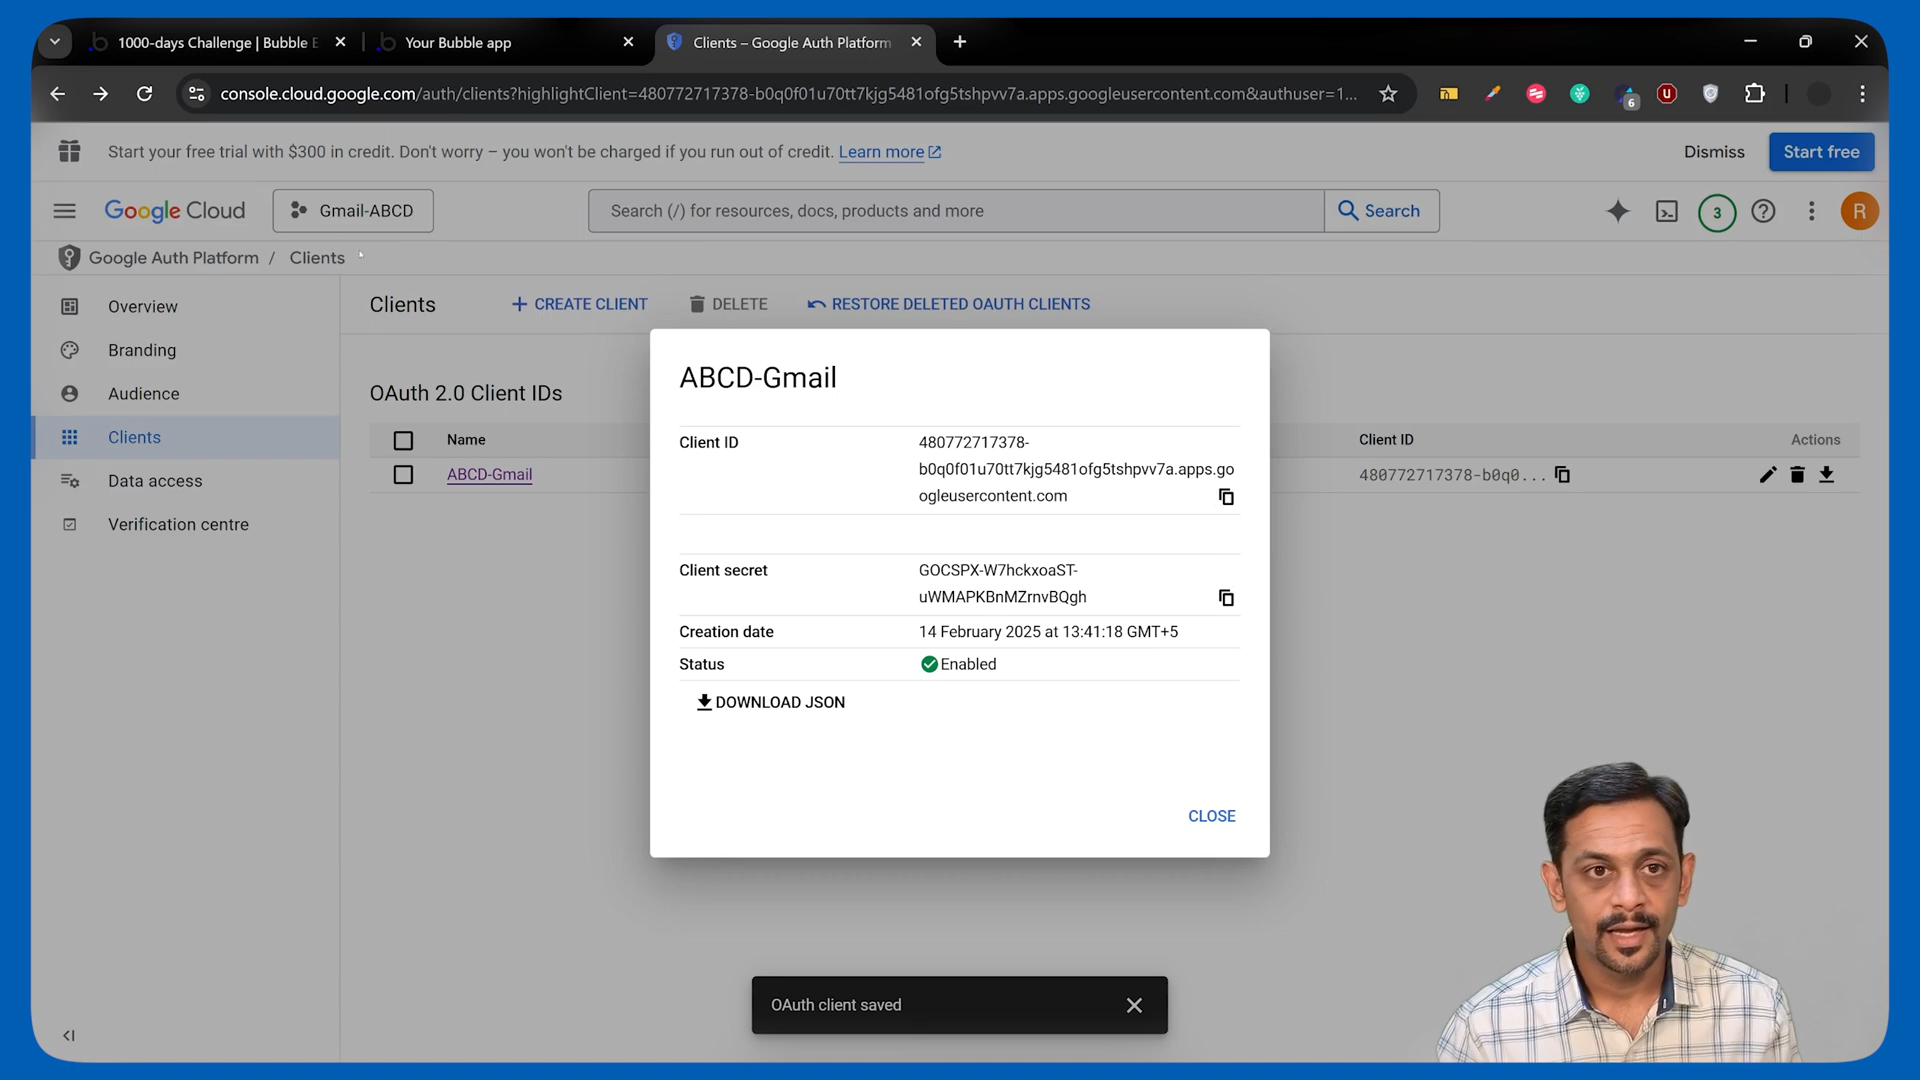 1000-days Challenge | Bubble E
Your Bubble app
Clients – Google Auth Platform
console.cloud.google.com/auth/clients?highlightClient=480772717378-b0q0f01u70tt7kjg5481ofg5tshpvv7a.apps.googleusercontent.com&authuser=1...
6
U
Start your free trial with $300 in credit. Don't worry – you won't be charged if you run out of credit. Learn more
Dismiss
Start free
Google Cloud
Gmail-ABCD
Search (/) for resources, docs, products and more
Search
3
R
Google Auth Platform / Clients
Overview
Branding
Audience
Clients
Data access
Verification centre
Clients
CREATE CLIENT
DELETE
RESTORE DELETED OAUTH CLIENTS
OAuth 2.0 Client IDs
Name
Client ID
Actions
ABCD-Gmail
480772717378-b0q0...
ABCD-Gmail
Client ID
480772717378-
b0q0f01u70tt7kjg5481ofg5tshpvv7a.apps.go
ogleusercontent.com
Client secret
GOCSPX-W7hckxoaST-
uWMAPKBnMZrnvBQgh
Creation date
14 February 2025 at 13:41:18 GMT+5
Status
Enabled
DOWNLOAD JSON
CLOSE
OAuth client saved